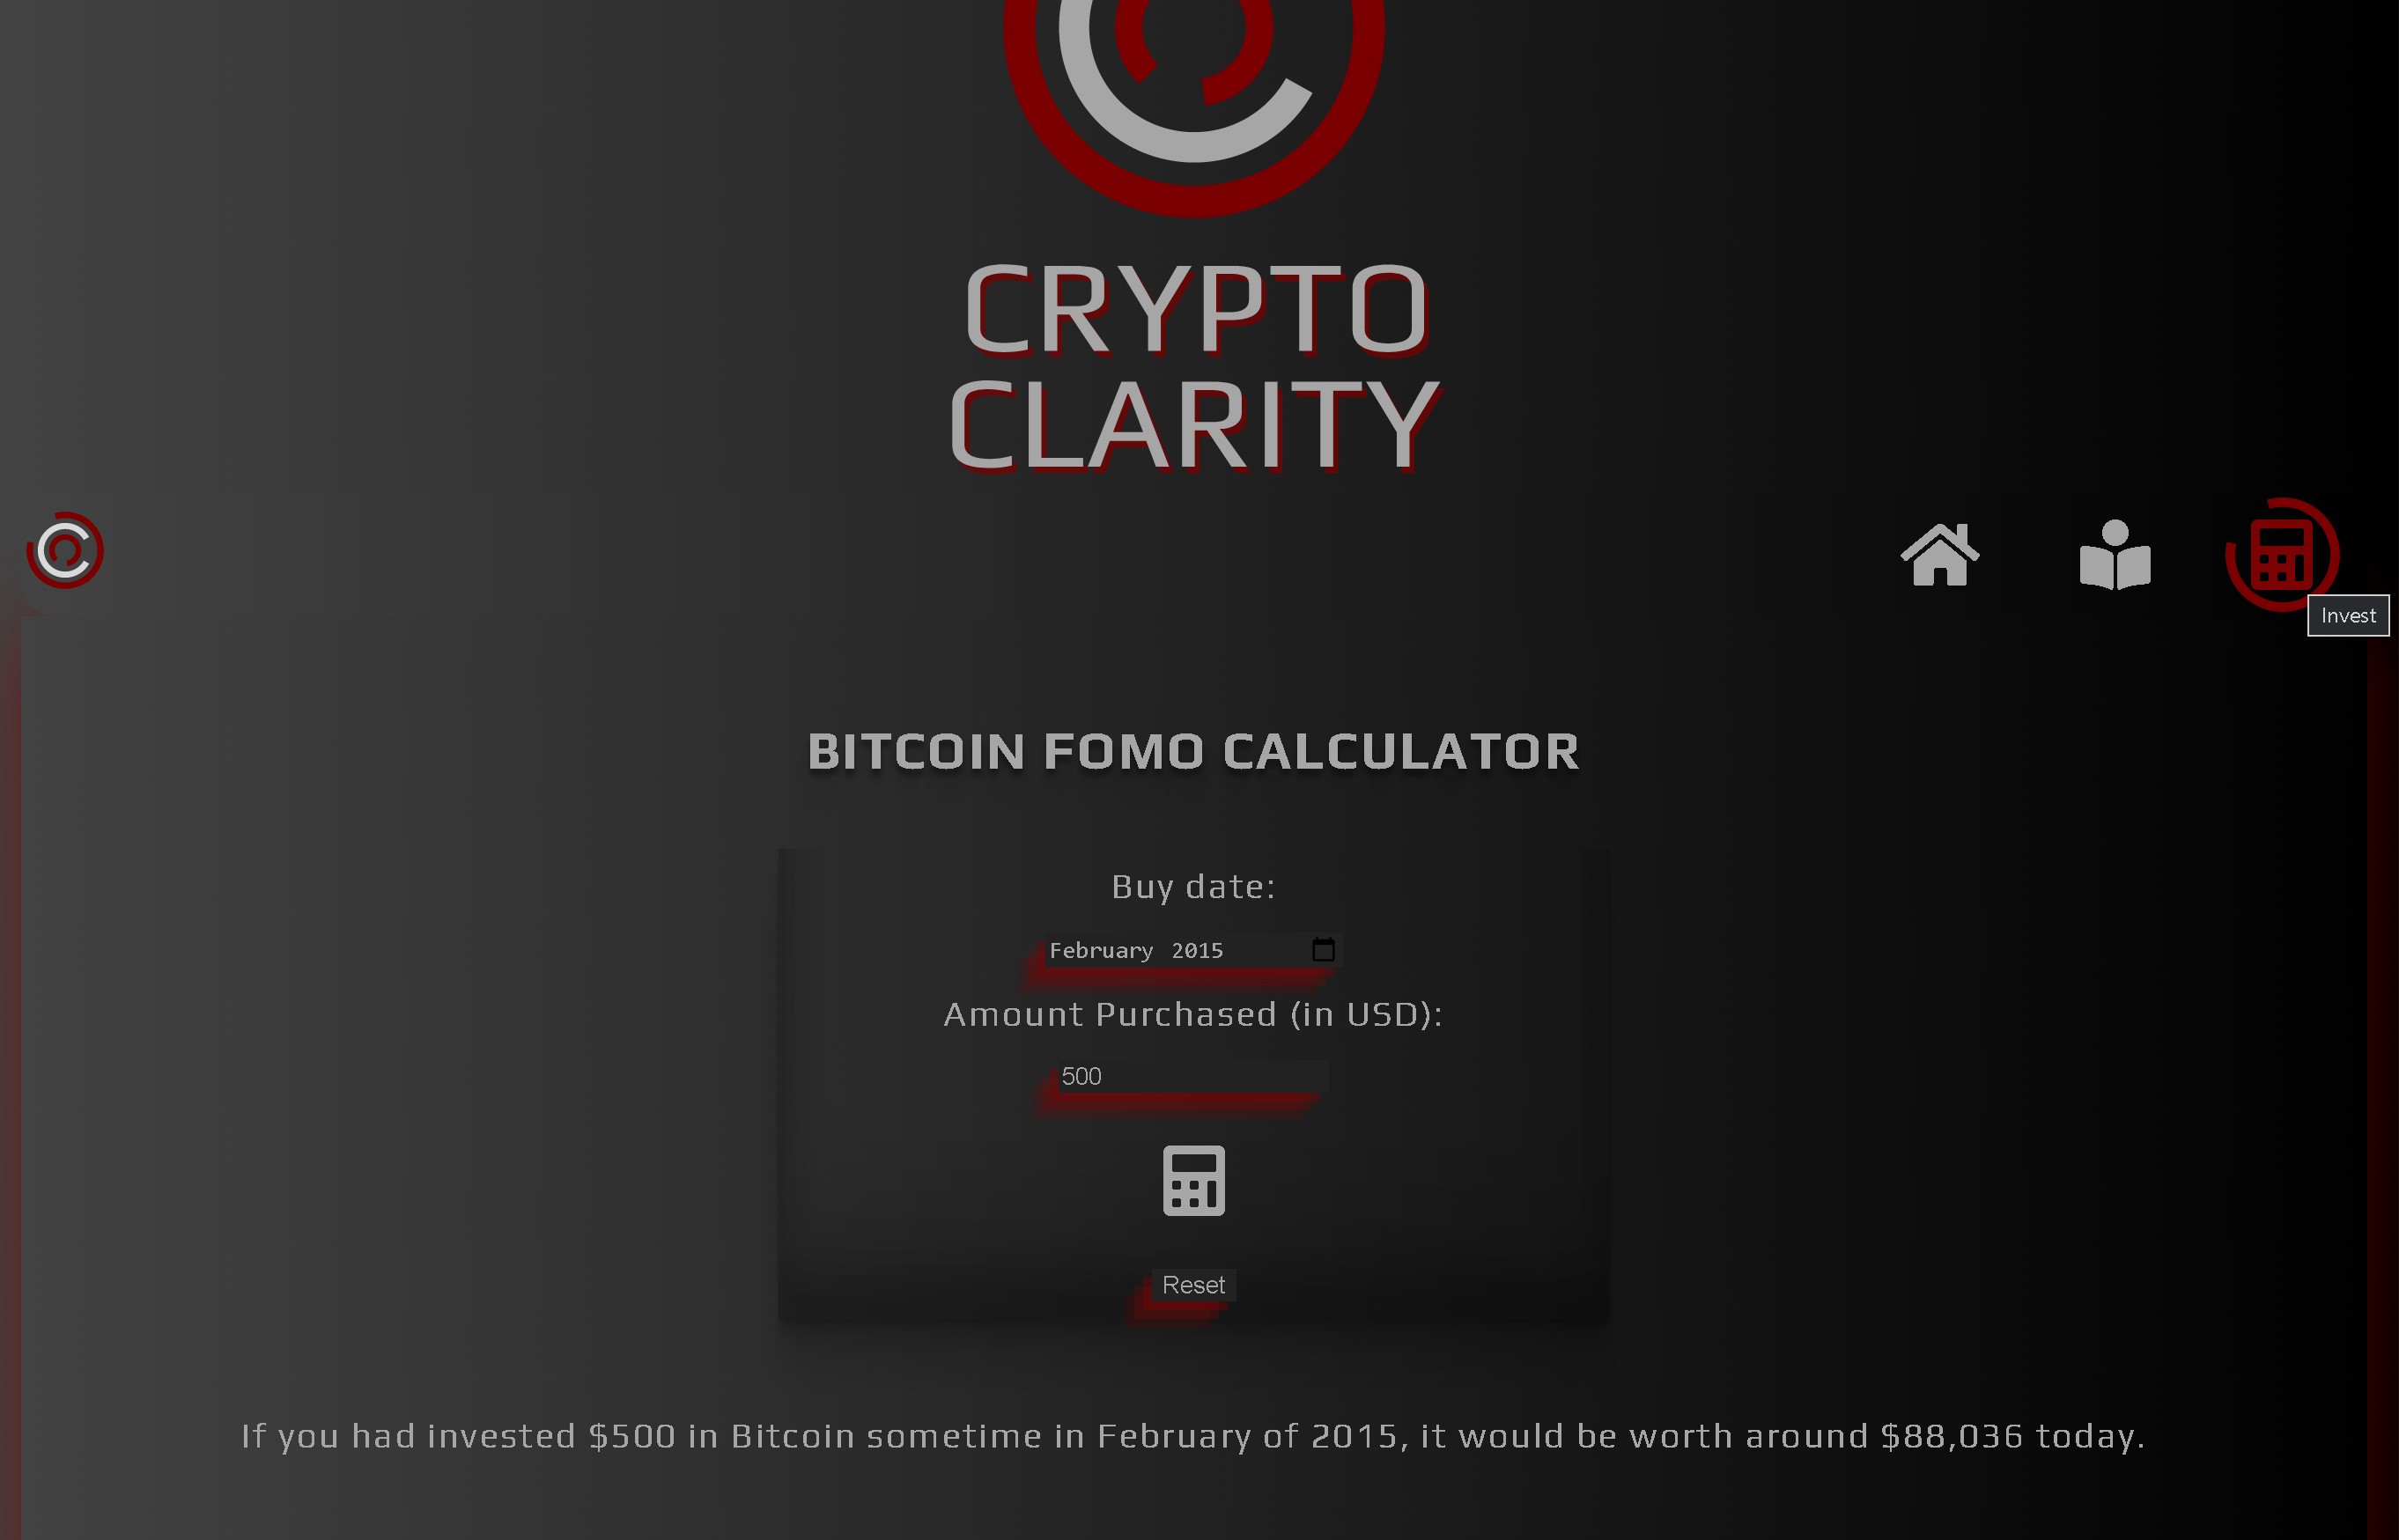 CRYPTO
CLARITY
Invest
BITCOIN FOMO CALCULATOR
Buy date:
February 2015
Amount Purchased (in USD):
500
Reset
If you had invested $500 in Bitcoin sometime in February of 2015, it would be worth around $88,036 today.